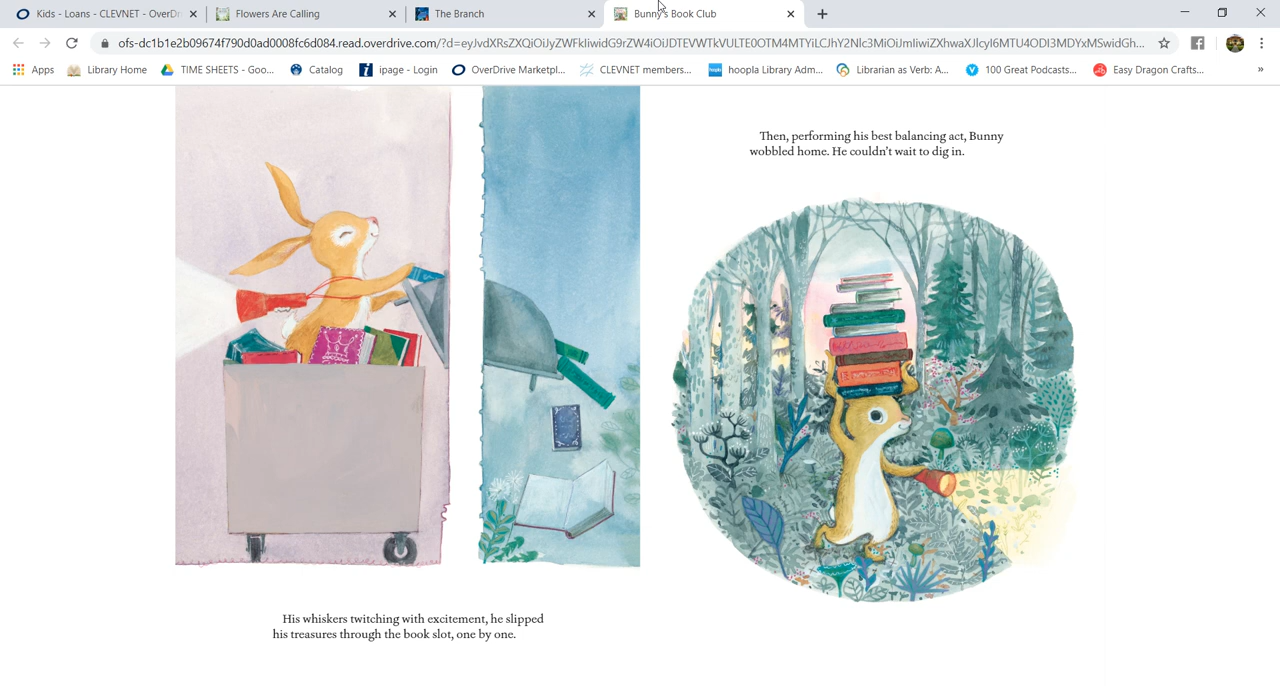 Kids - Loans - CLEVNET - OverDri
Flowers Are Calling
The Branch
Bunny's Book Club
ofs-dc1b1e2b09674f790d0ad0008fc6d084.read.overdrive.com/?d=eyJvdXRsZXQiOiJyZWFkIiwidG9rZW4iOiJDTEVWTkVULTE0OTM4MTYiLCJhY2Nlc3MiOiJmIiwiZXhwaXJlcyI6MTU4ODI3MDYxMSwidGh...
Apps
Library Home
TIME SHEETS - Goo...
Catalog
ipage - Login
OverDrive Marketpl...
CLEVNET members...
hoopla Library Adm...
Librarian as Verb: A...
100 Great Podcasts...
Easy Dragon Crafts...
»
Then, performing his best balancing act, Bunny
wobbled home. He couldn't wait to dig in.
His whiskers twitching with excitement, he slipped
his treasures through the book slot, one by one.